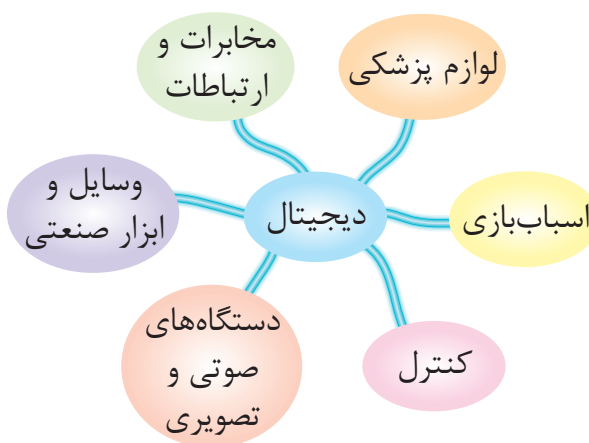 مخابرات و
ارتباطات
لوازم پزشکی
وسایل و
ابزار صنعتی
دیجیتال
اسباب‌بازی
دستگاه‌های
صوتی و
تصویری
کنترل